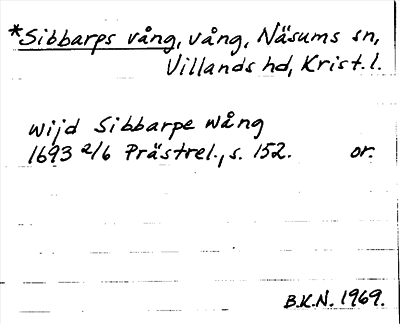 *Sibbarps vång, vång, Näsums sn,
Villands hd, Krist. l.
wijd Sibbarpe wång
1693 2/6 Prästrel., s. 152. or.
B.K.N. 1969.